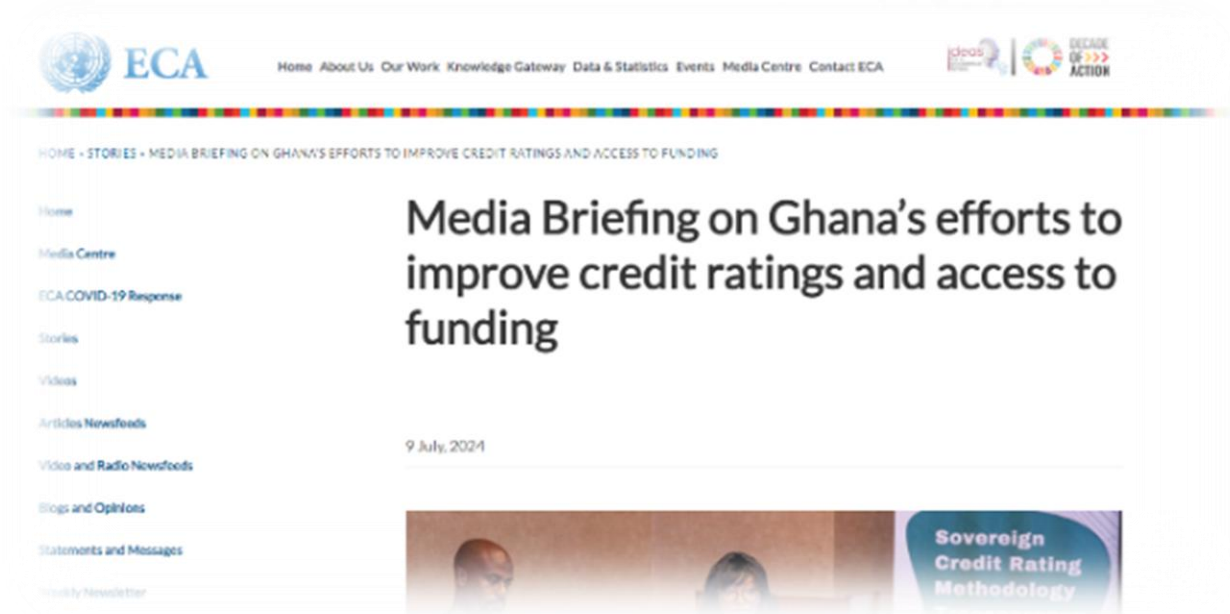 ECA
Home About Us Our Work Knowledge Gateway Data & Statistics Events Media Centre Contact ECA
ideas
DECADE
OF >>>
ACTION
HOME » STORIES » MEDIA BRIEFING ON GHANA'S EFFORTS TO IMPROVE CREDIT RATINGS AND ACCESS TO FUNDING
Home
Media Centre
ECA COVID-19 Response
Stories
Videos
Articles Newsfeeds
Video and Radio Newsfeeds
Blogs and Opinions
Statements and Messages
Weekly Newsletter
Media Briefing on Ghana’s efforts to
improve credit ratings and access to
funding
9 July, 2024
Sovereign
Credit Rating
Methodology